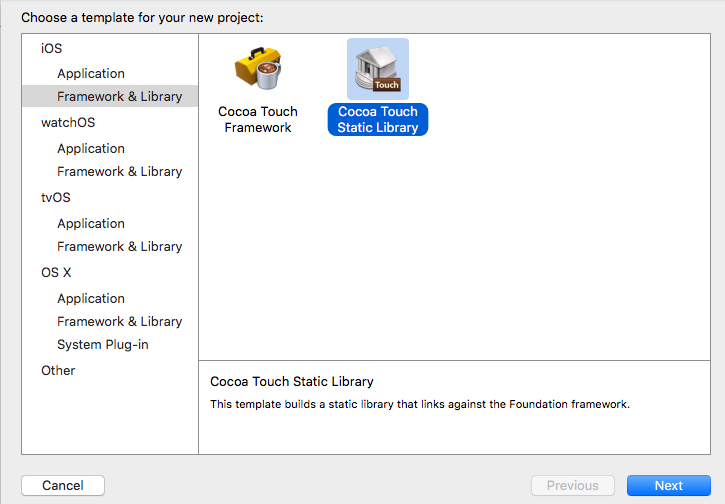 Choose a template for your new project:
iOS
Application
Framework & Library
watchOS
Application
Framework & Library
tvOS
Application
Framework & Library
OS X
Application
Framework & Library
System Plug-in
Other
Cocoa Touch
Framework
Touch
Cocoa Touch
Static Library
Cocoa Touch Static Library
This template builds a static library that links against the Foundation framework.
Cancel
Previous
Next